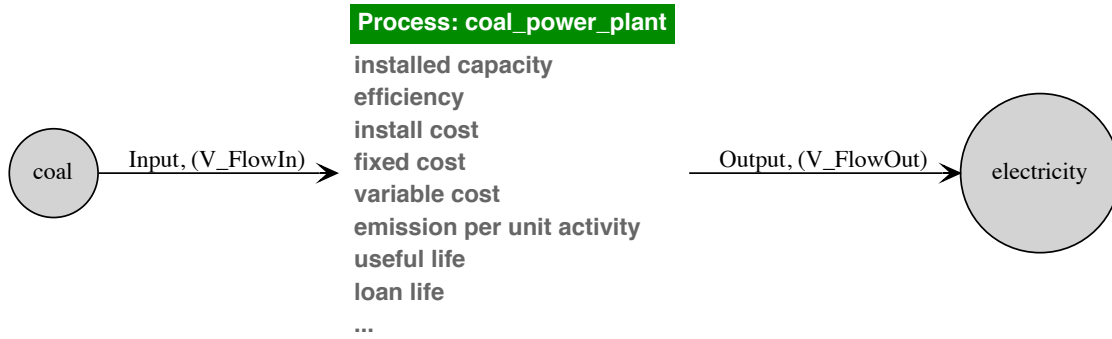 Process: coal_power_plant
installed capacity
efficiency
install cost
fixed cost
variable cost
emission per unit activity
useful life
loan life
...
coal
Input, (V_FlowIn)
Output, (V_FlowOut)
electricity